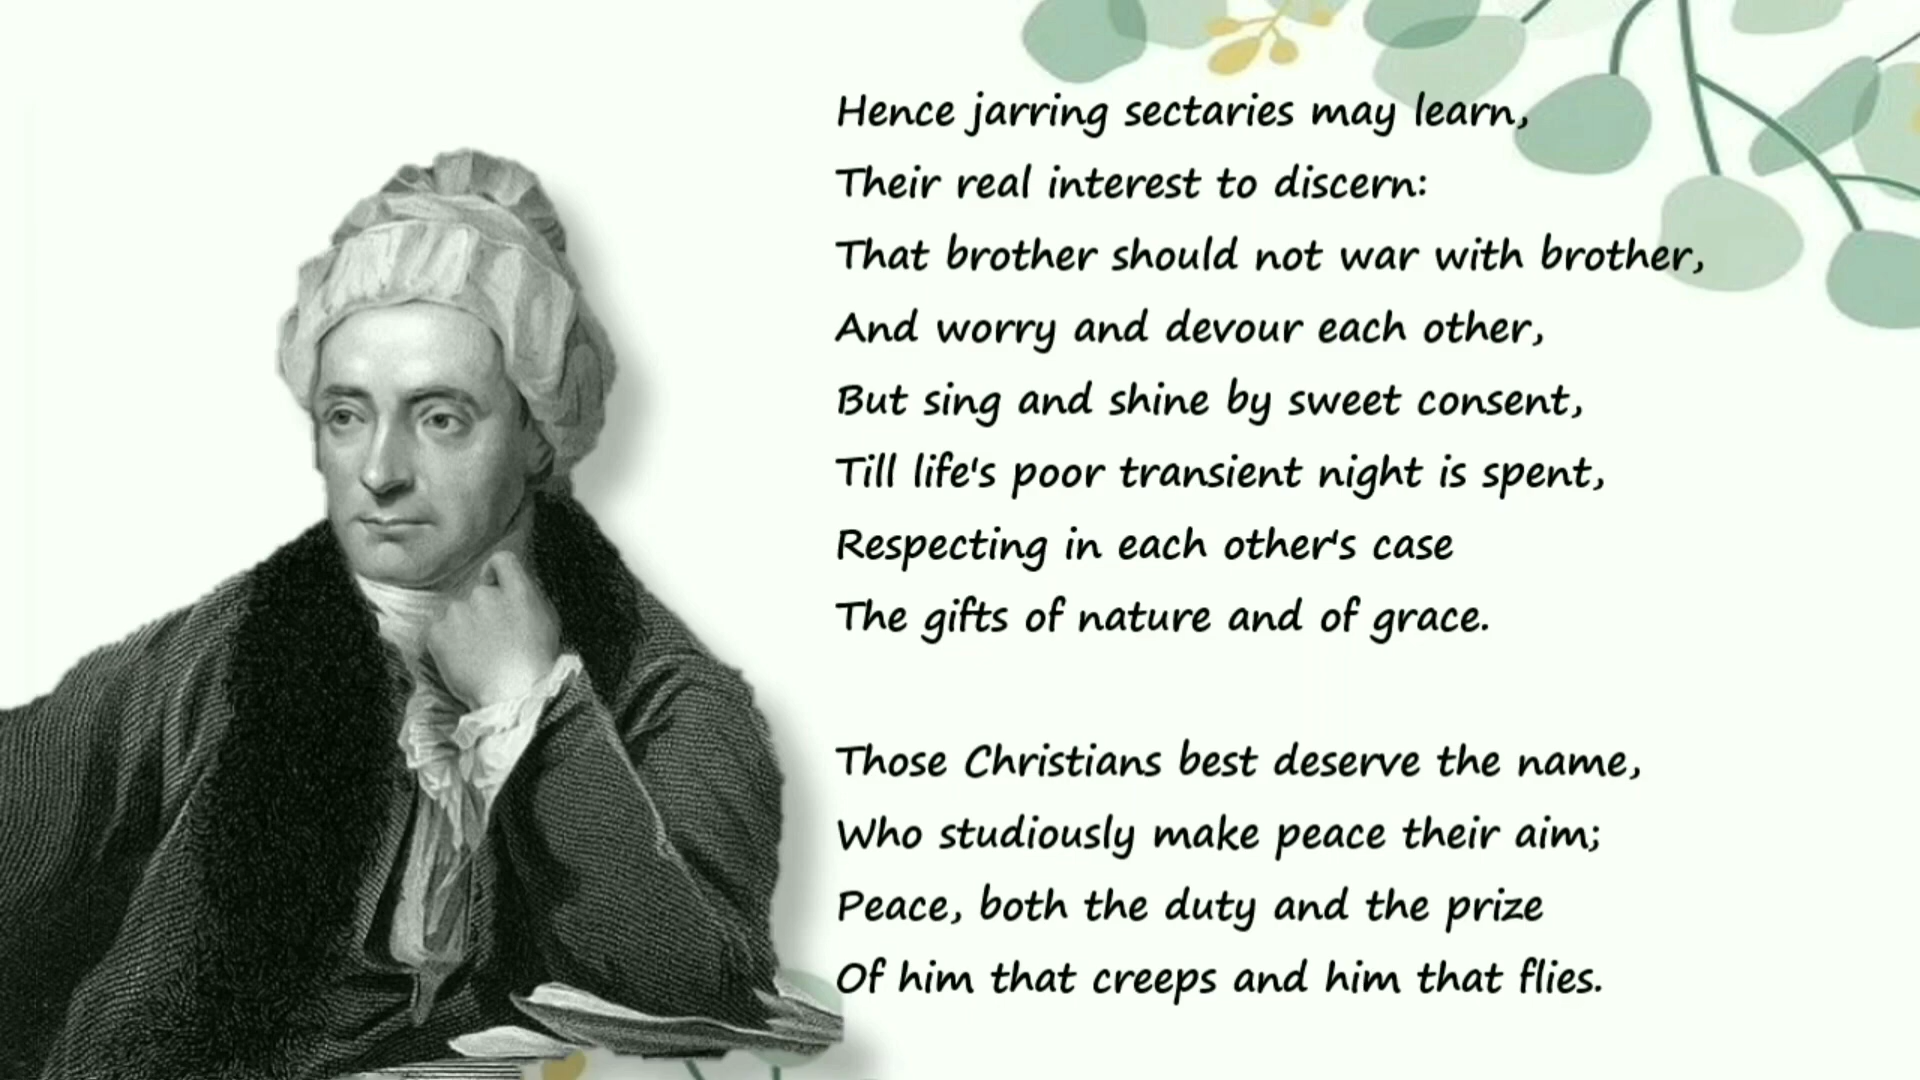 Hence jarring sectaries may learn,
Their real interest to discern:
That brother should not war with brother,
And worry and devour each other,
But sing and shine by sweet consent,
Till life's poor transient night is spent,
Respecting in each other's case
The gifts of nature and of grace.
Those Christians best deserve the name,
Who studiously make peace their aim;
Peace, both the duty and the prize
Of him that creeps and him that flies.